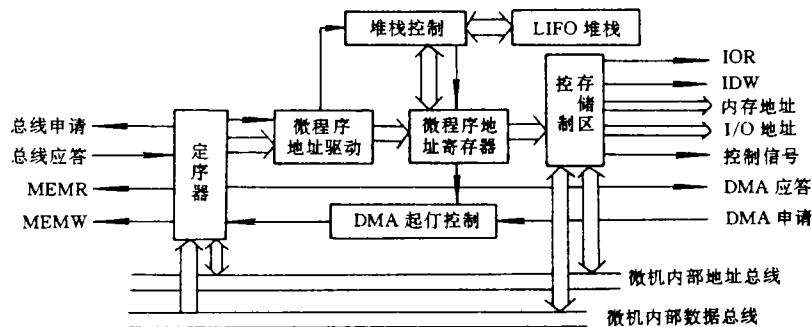 堆栈控制
LIFO 堆栈
总线申请
总线应答
MEMR
MEMW
定序器
微程序
地址驱动
微程序地
址寄存器
控制
存储区
DMA 起仃控制
IOR
IDW
内存地址
I/O 地址
控制信号
DMA 应答
DMA 申请
微机内部地址总线
微机内部数据总线